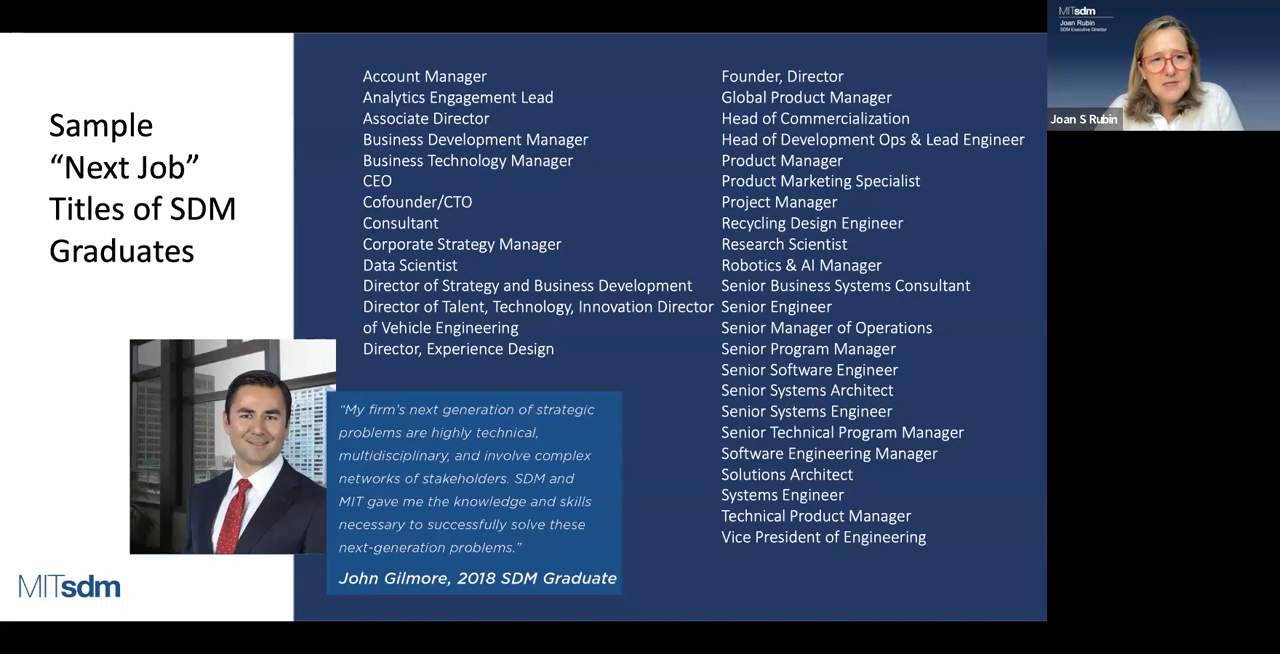 Sample
“Next Job”
Titles of SDM
Graduates
Account Manager
Analytics Engagement Lead
Associate Director
Business Development Manager
Business Technology Manager
CEO
Cofounder/CTO
Consultant
Corporate Strategy Manager
Data Scientist
Director of Strategy and Business Development
Director of Talent, Technology, Innovation Director
of Vehicle Engineering
Director, Experience Design
Founder, Director
Global Product Manager
Head of Commercialization
Head of Development Ops & Lead Engineer
Product Manager
Product Marketing Specialist
Project Manager
Recycling Design Engineer
Research Scientist
Robotics & AI Manager
Senior Business Systems Consultant
Senior Engineer
Senior Manager of Operations
Senior Program Manager
Senior Software Engineer
Senior Systems Architect
Senior Systems Engineer
Senior Technical Program Manager
Software Engineering Manager
Solutions Architect
Systems Engineer
Technical Product Manager
Vice President of Engineering
“My firm’s next generation of strategic
problems are highly technical,
multidisciplinary, and involve complex
networks of stakeholders. SDM and
MIT gave me the knowledge and skills
necessary to successfully solve these
next-generation problems.”
John Gilmore, 2018 SDM Graduate
MITsdm
MITsdm
Joan Rubin
SDM Executive Director
Joan S Rubin